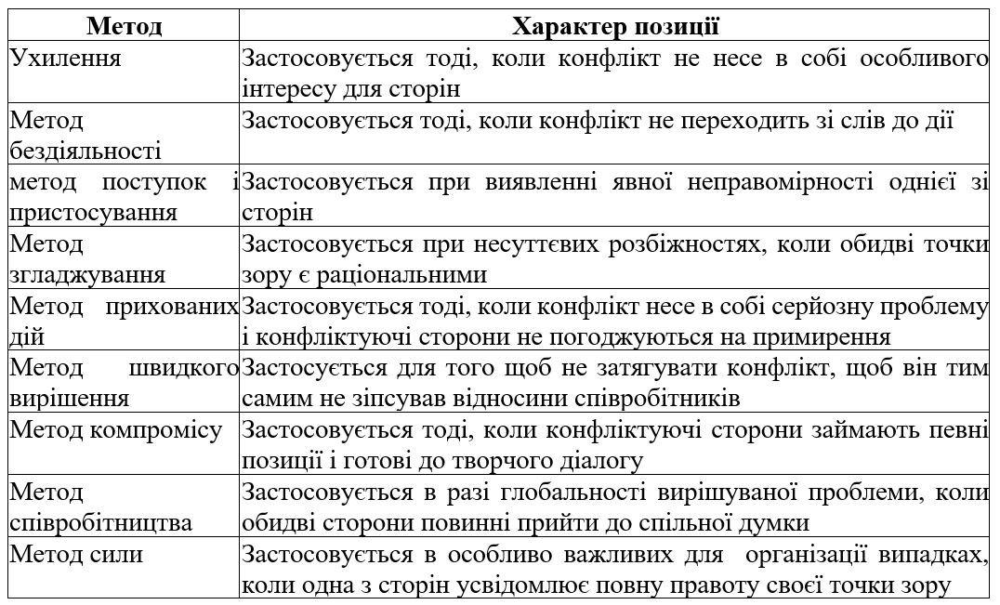 Метод Характер позиції
Ухилення Застосовується тоді, коли конфлікт не несе в собі особливого
інтересу для сторін
Метод Застосовується тоді, коли конфлікт не переходить зі слів до дії
бездіяльності
метод поступок і Застосовується при виявленні явної неправомірності однієї зі
пристосування сторін
Метод Застосовується при несуттєвих розбіжностях, коли обидві точки
згладжування зору є раціональними
Метод прихованих Застосовується тоді, коли конфлікт несе в собі серйозну проблему
дій і конфліктуючі сторони не погоджуються на примирення
Метод швидкого Застосується для того щоб не затягувати конфлікт, щоб він тим
вирішення самим не зіпсував відносини співробітників
Метод компромісу Застосовується тоді, коли конфліктуючі сторони займають певні
позиції і готові до творчого діалогу
Метод Застосовується в разі глобальності вирішуваної проблеми, коли
співробітництва обидві сторони повинні прийти до спільної думки
Метод сили Застосовується в особливо важливих для організації випадках,
коли одна з сторін усвідомлює повну правоту своєї точки зору